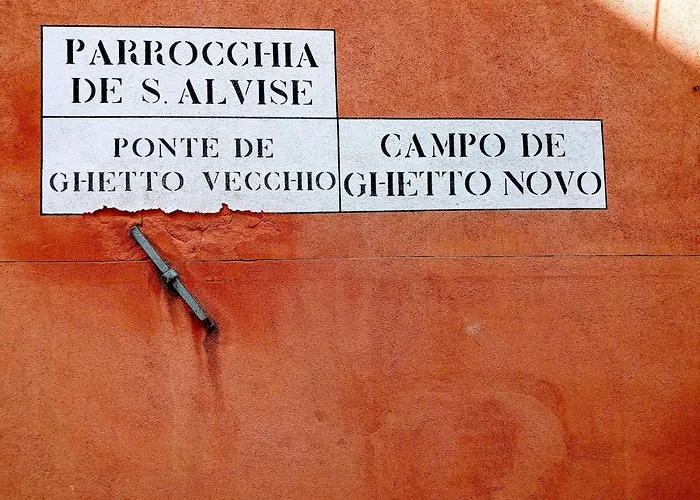 PARROCCHIA
DE S. ALVISE
PONTE DE
GHETTO VECCHIO
CAMPO DE
GHETTO NOVO